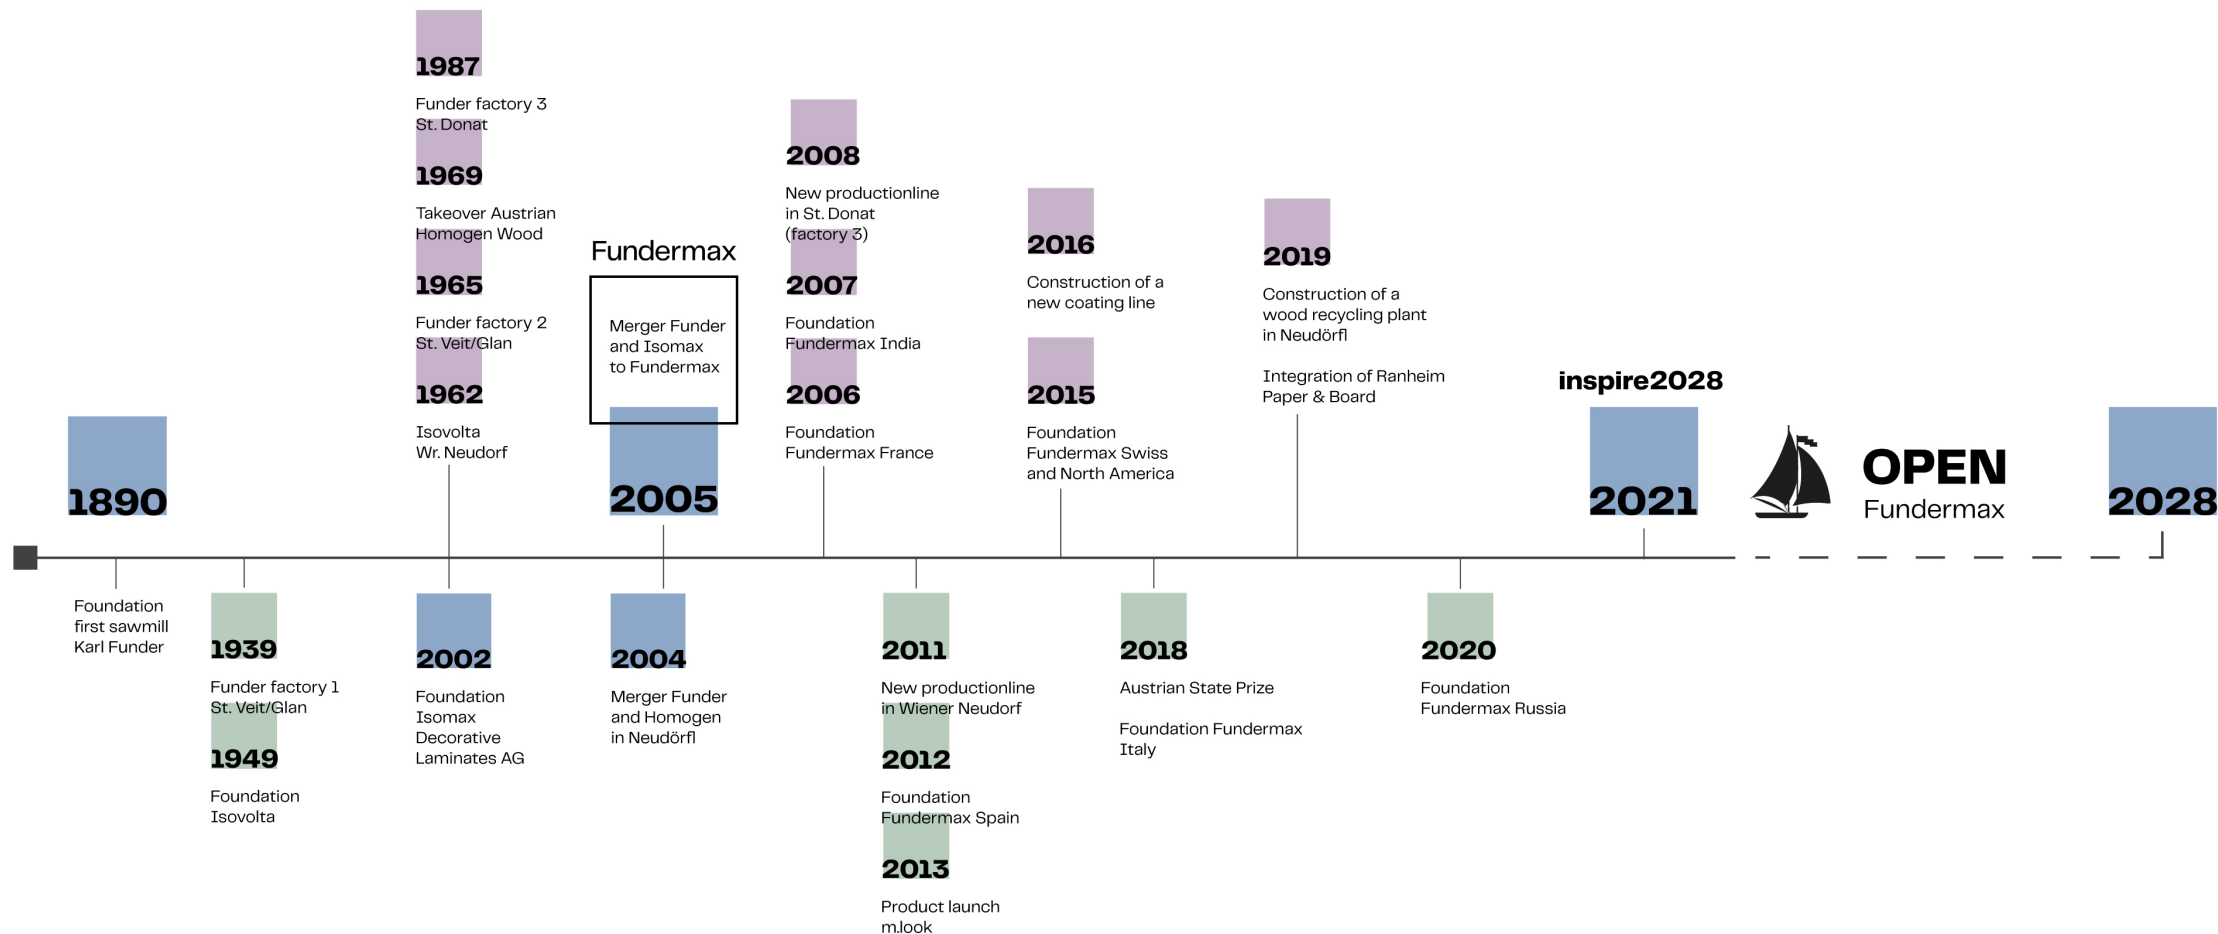 1987
Funder factory 3
St. Donat
1969
Takeover Austrian
Homogen Wood
1965
Funder factory 2
St. Veit/Glan
1962
Isovolta
Wr. Neudorf
Fundermax
Merger Funder
and Isomax
to Fundermax
2005
2008
New productionline
in St. Donat
(factory 3)
2007
Foundation
Fundermax India
2006
Foundation
Fundermax France
2016
Construction of a
new coating line
2015
Foundation
Fundermax Swiss
and North America
2019
Construction of a
wood recycling plant
in Neudörfl
Integration of Ranheim
Paper & Board
inspire2028
2021
OPEN
Fundermax
2028
1890
Foundation
first sawmill
Karl Funder
1939
Funder factory 1
St. Veit/Glan
1949
Foundation
Isovolta
2002
Foundation
Isomax
Decorative
Laminates AG
2004
Merger Funder
and Homogen
in Neudörfl
2011
New productionline
in Wiener Neudorf
2012
Foundation
Fundermax Spain
2013
Product launch
m.look
2018
Austrian State Prize
Foundation Fundermax
Italy
2020
Foundation
Fundermax Russia